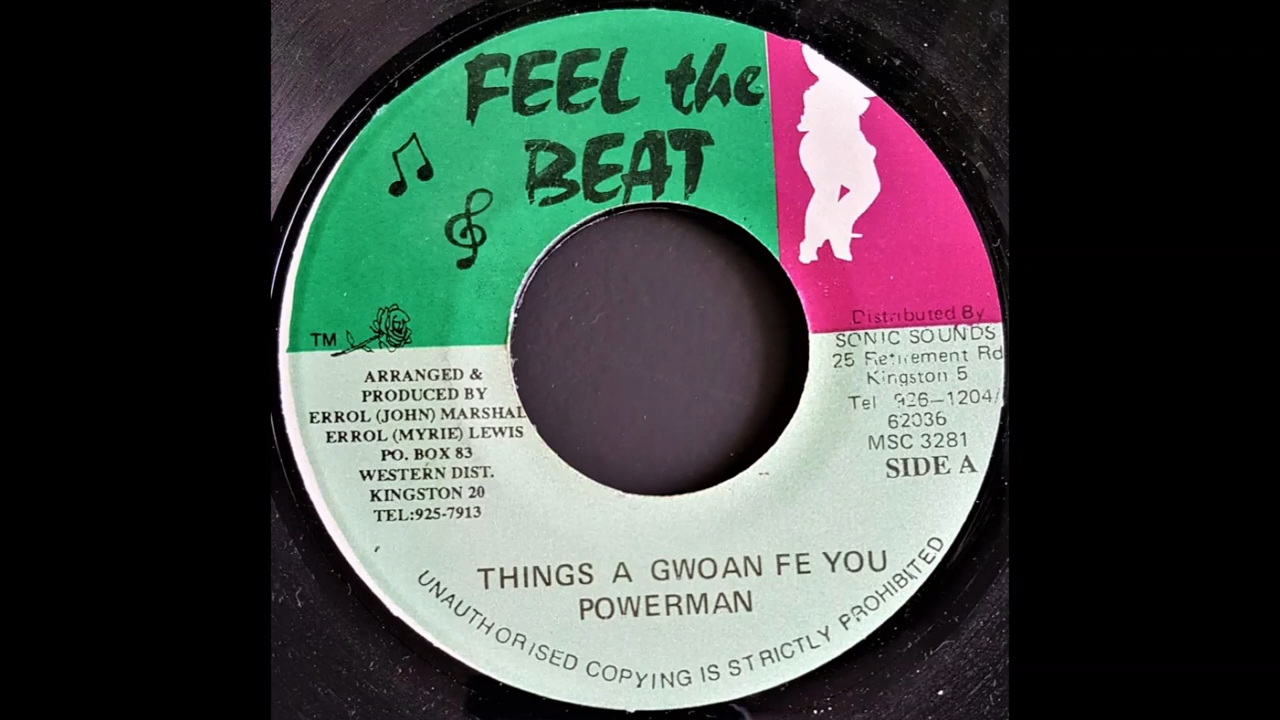 FEEL the
BEAT
TM
ARRANGED &
PRODUCED BY
ERROL (JOHN) MARSHAL
ERROL (MYRIE) LEWIS
PO. BOX 83
WESTERN DIST.
KINGSTON 20
TEL:925-7913
Distributed By
SONIC SOUNDS
25 Retirement Rd
Kingston 5
Tel 926-1204/
62036
MSC 3281
SIDE A
THINGS A GWOAN FE YOU
POWERMAN
UNAUTHORISED COPYING IS STRICTLY PROHIBITED